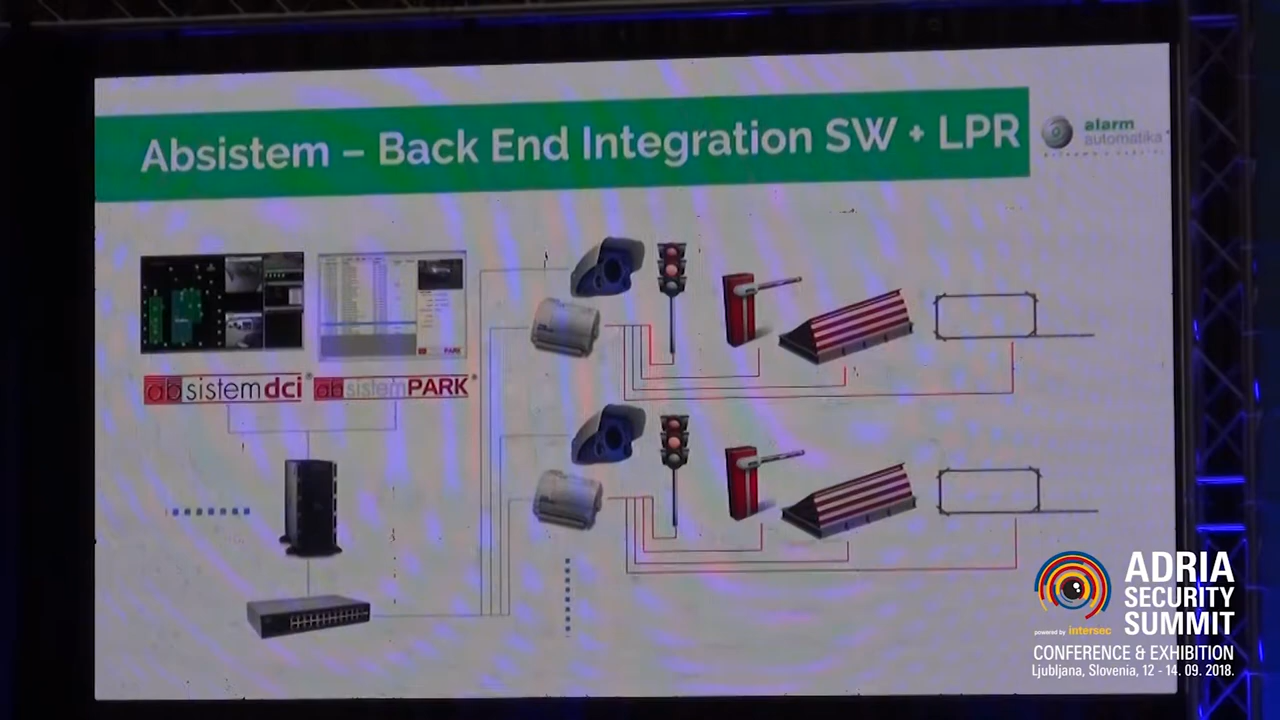 Absistem – Back End Integration SW + LPR
alarm
automatika
absistemdci
absistemPARK
PARK
ADRIA
SECURITY
SUMMIT
powered by intersec
CONFERENCE & EXHIBITION
Ljubljana, Slovenia, 12 - 14. 09. 2018.